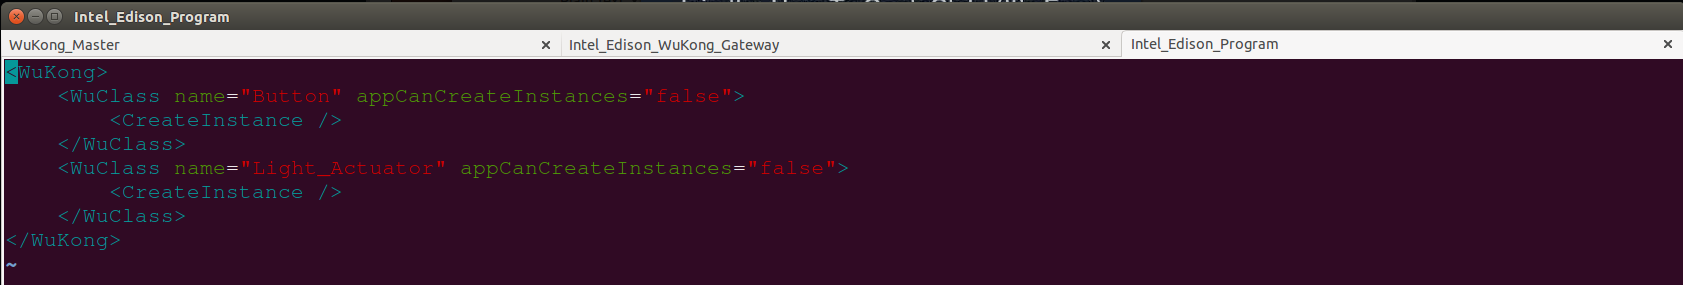 Intel_Edison_Program
WuKong_Master
Intel_Edison_WuKong_Gateway
Intel_Edison_Program
<WuKong>
    <WuClass name="Button" appCanCreateInstances="false">
        <CreateInstance />
    </WuClass>
    <WuClass name="Light_Actuator" appCanCreateInstances="false">
        <CreateInstance />
    </WuClass>
</WuKong>
~